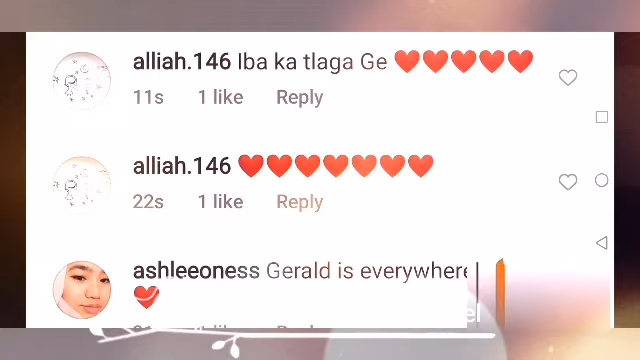 alliah.146 Iba ka tlaga Ge ❤️❤️❤️❤️❤️
11s 1 like Reply
alliah.146 ❤️❤️❤️❤️❤️❤️❤️
22s 1 like Reply
ashleeoness Gerald is everywhere
❤️